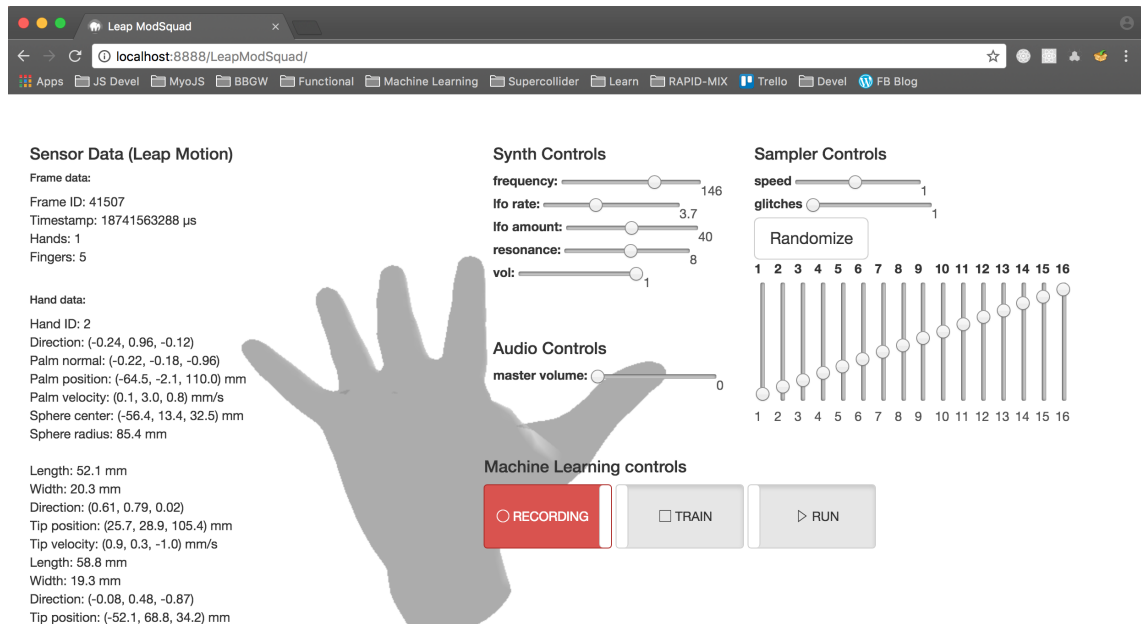 Leap ModSquad
localhost:8888/LeapModSquad/
Apps JS Devel MyoJS BBGW Functional Machine Learning Supercollider Learn RAPID-MIX Trello Devel FB Blog
Sensor Data (Leap Motion)
Frame data:
Frame ID: 41507
Timestamp: 18741563288 µs
Hands: 1
Fingers: 5
Hand data:
Hand ID: 2
Direction: (-0.24, 0.96, -0.12)
Palm normal: (-0.22, -0.18, -0.96)
Palm position: (-64.5, -2.1, 110.0) mm
Palm velocity: (0.1, 3.0, 0.8) mm/s
Sphere center: (-56.4, 13.4, 32.5) mm
Sphere radius: 85.4 mm
Length: 52.1 mm
Width: 20.3 mm
Direction: (0.61, 0.79, 0.02)
Tip position: (25.7, 28.9, 105.4) mm
Tip velocity: (0.9, 0.3, -1.0) mm/s
Length: 58.8 mm
Width: 19.3 mm
Direction: (-0.08, 0.48, -0.87)
Tip position: (-52.1, 68.8, 34.2) mm
Synth Controls
frequency: 146
lfo rate: 3.7
lfo amount: 40
resonance: 8
vol: 1
Audio Controls
master volume: 0
Sampler Controls
speed 1
glitches 1
Randomize
1 2 3 4 5 6 7 8 9 10 11 12 13 14 15 16
1 2 3 4 5 6 7 8 9 10 11 12 13 14 15 16
Machine Learning controls
RECORDING TRAIN RUN